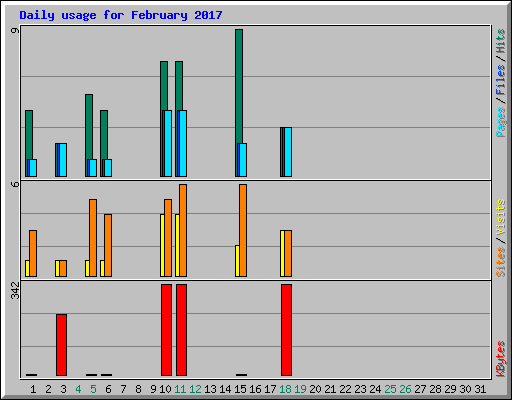 Daily usage for February 2017
9
Pages/Files/Hits
6
Sites/Visits
342
KBytes
1 2 3 4 5 6 7 8 9 10 11 12 13 14 15 16 17 18 19 20 21 22 23 24 25 26 27 28 29 30 31